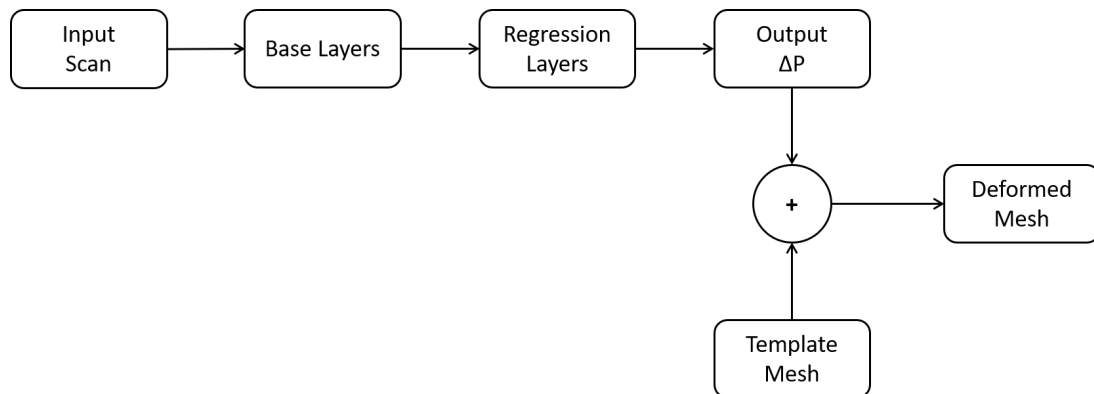 Input
Scan
Base Layers
Regression
Layers
Output
ΔP
+
Deformed
Mesh
Template
Mesh